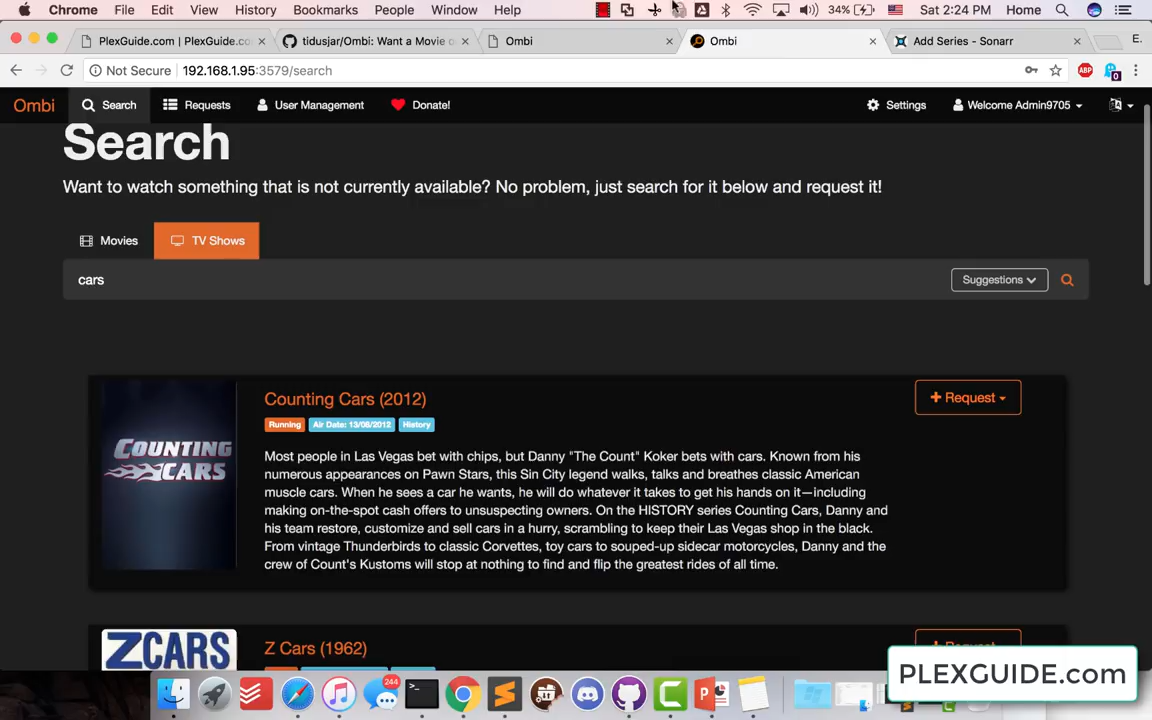 Chrome File Edit View History Bookmarks People Window Help 34% Sat 2:24 PM Home
PlexGuide.com | PlexGuide.co tidusjar/Ombi: Want a Movie o Ombi Ombi Add Series - Sonarr E.
Not Secure 192.168.1.95:3579/search ABP 0
Ombi Search Requests User Management Donate! Settings Welcome Admin9705
Search
Want to watch something that is not currently available? No problem, just search for it below and request it!
Movies TV Shows
cars Suggestions
Counting Cars (2012) + Request
Running Air Date: 13/08/2012 History
COUNTING CARS
Most people in Las Vegas bet with chips, but Danny "The Count" Koker bets with cars. Known from his
numerous appearances on Pawn Stars, this Sin City legend walks, talks and breathes classic American
muscle cars. When he sees a car he wants, he will do whatever it takes to get his hands on it—including
making on-the-spot cash offers to unsuspecting owners. On the HISTORY series Counting Cars, Danny and
his team restore, customize and sell cars in a hurry, scrambling to keep their Las Vegas shop in the black.
From vintage Thunderbirds to classic Corvettes, toy cars to souped-up sidecar motorcycles, Danny and the
crew of Count's Kustoms will stop at nothing to find and flip the greatest rides of all time.
ZCARS Z Cars (1962)
244
PLEXGUIDE.com